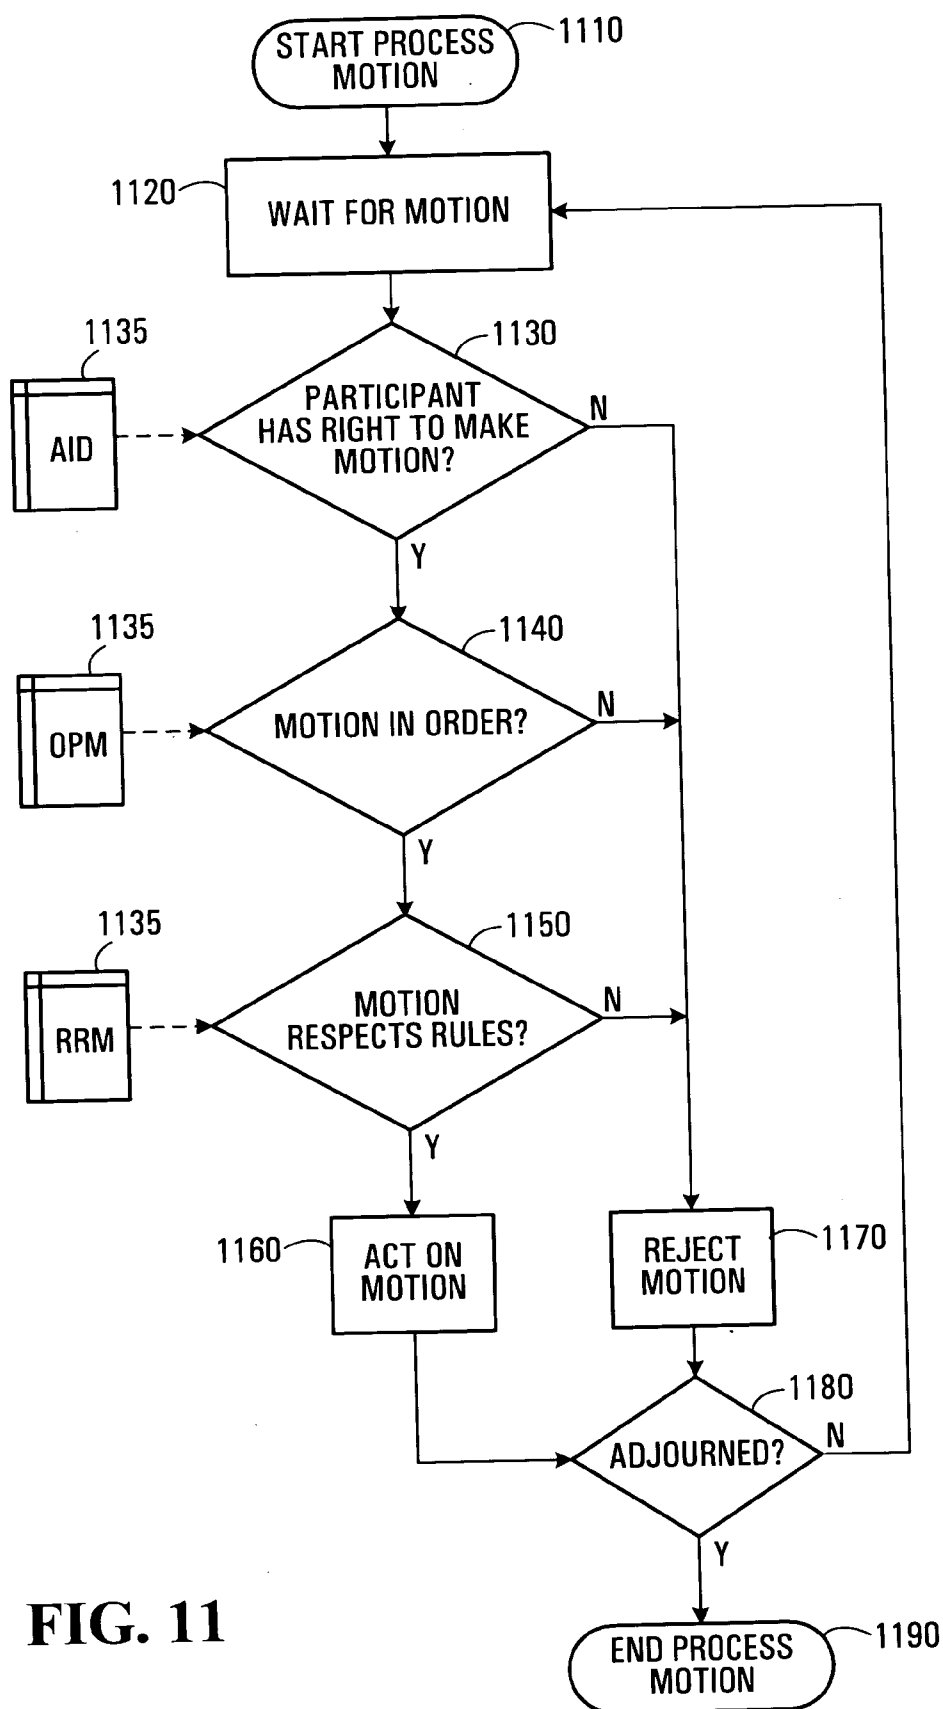 START PROCESS
MOTION
1110
1120
WAIT FOR MOTION
1135
AID
1130
PARTICIPANT
HAS RIGHT TO MAKE
MOTION?
N
Y
1135
OPM
1140
MOTION IN ORDER?
N
Y
1135
RRM
1150
MOTION
RESPECTS RULES?
N
Y
1160
ACT ON
MOTION
REJECT
MOTION
1170
1180
ADJOURNED?
N
Y
FIG. 11
END PROCESS
MOTION
1190